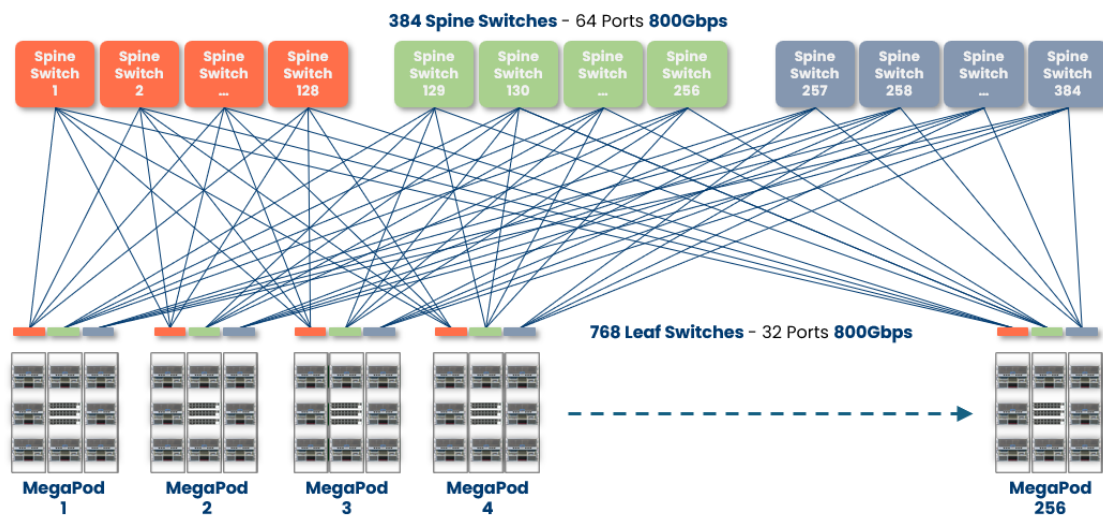 384 Spine Switches - 64 Ports 800Gbps
Spine
Switch
1
Spine
Switch
2
Spine
Switch
...
Spine
Switch
128
Spine
Switch
129
Spine
Switch
130
Spine
Switch
...
Spine
Switch
256
Spine
Switch
257
Spine
Switch
258
Spine
Switch
...
Spine
Switch
384
768 Leaf Switches - 32 Ports 800Gbps
MegaPod
1
MegaPod
2
MegaPod
3
MegaPod
4
MegaPod
256